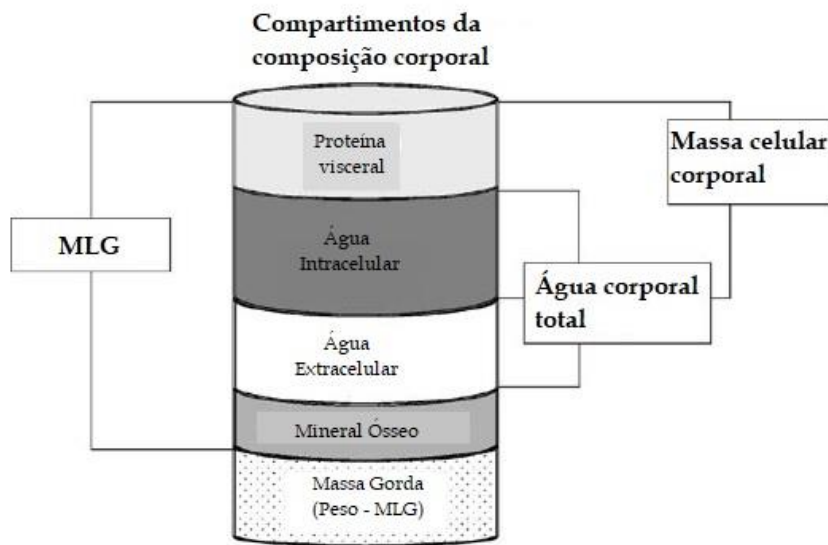 Compartimentos da
composição corporal
Proteína
visceral
Massa celular
corporal
MLG
Água
Intracelular
Água corporal
total
Água
Extracelular
Mineral Ósseo
Massa Gorda
(Peso - MLG)